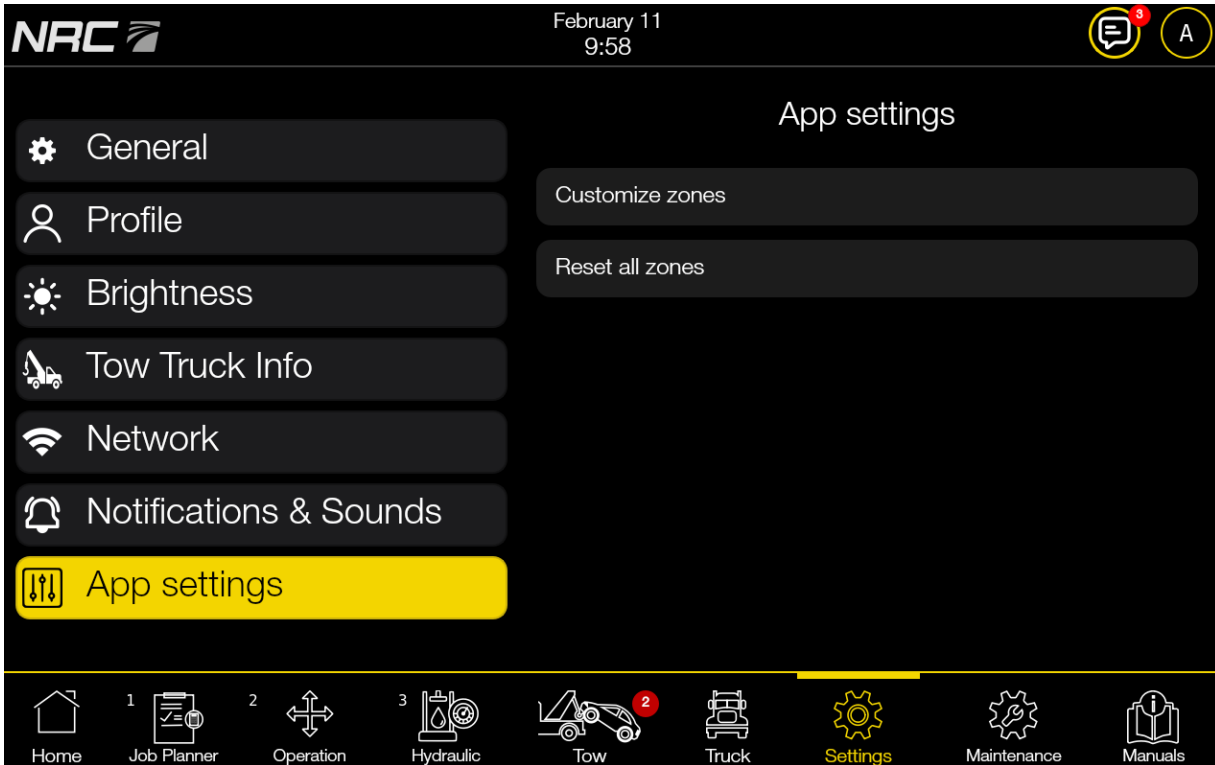 NRC
February 11
9:58
3
A
App settings
General
Profile
Brightness
Tow Truck Info
Network
Notifications & Sounds
App settings
Customize zones
Reset all zones
Home
1
Job Planner
2
Operation
3
Hydraulic
2
Tow
Truck
Settings
Maintenance
Manuals